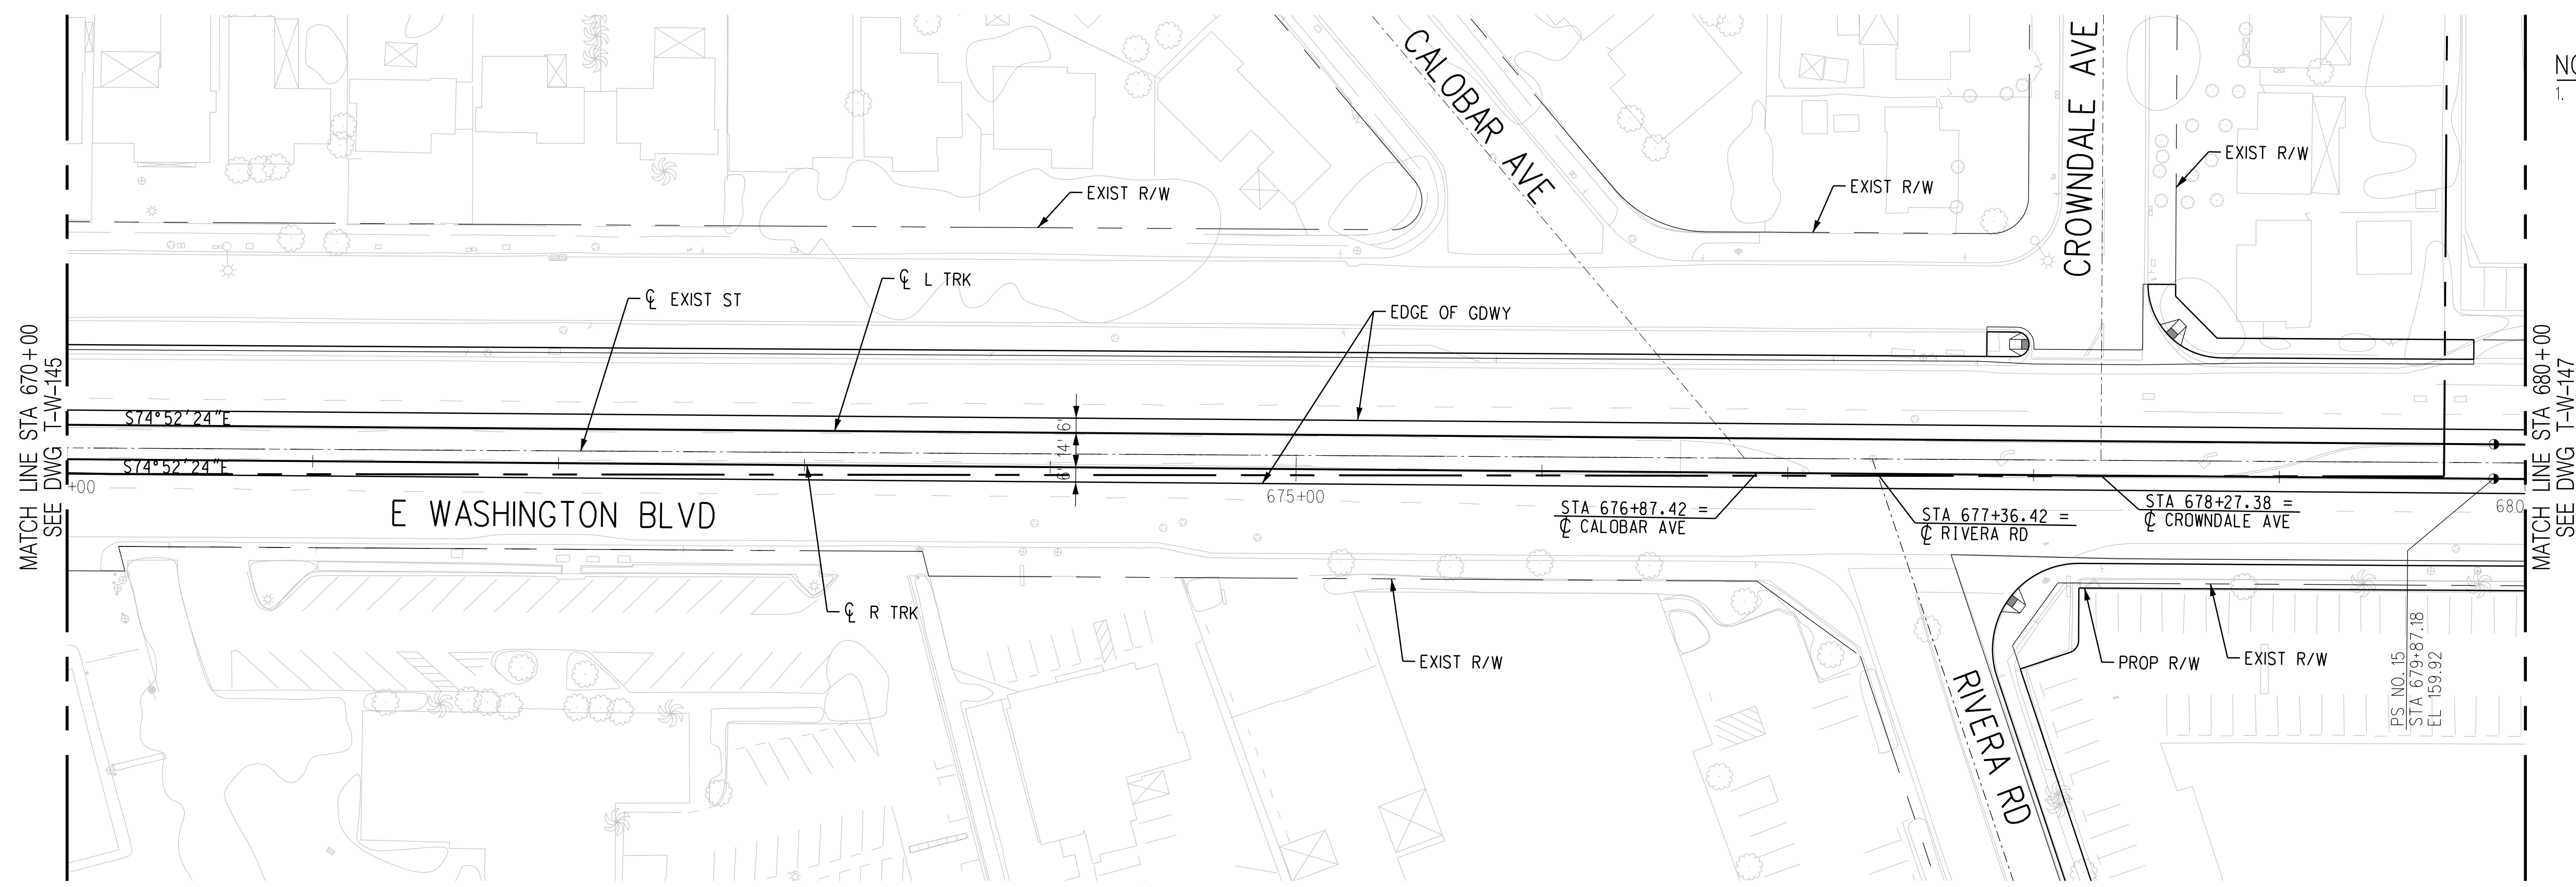 MATCH LINE STA 670+00
SEE DWG T-W-145
CALOBAR AVE
CROWNDALE AVE
NO
1.
EXIST R/W
EXIST R/W
EXIST R/W
℄ EXIST ST
℄ L TRK
EDGE OF GDWY
S74°52'24"E
S74°52'24"E
6'
14'
6'
+00
675+00
680
E WASHINGTON BLVD
STA 676+87.42 =
℄ CALOBAR AVE
STA 677+36.42 =
℄ RIVERA RD
STA 678+27.38 =
℄ CROWNDALE AVE
℄ R TRK
EXIST R/W
PROP R/W
EXIST R/W
RIVERA RD
PS NO. 15
STA 679+87.18
EL 159.92
MATCH LINE STA 680+00
SEE DWG T-W-147